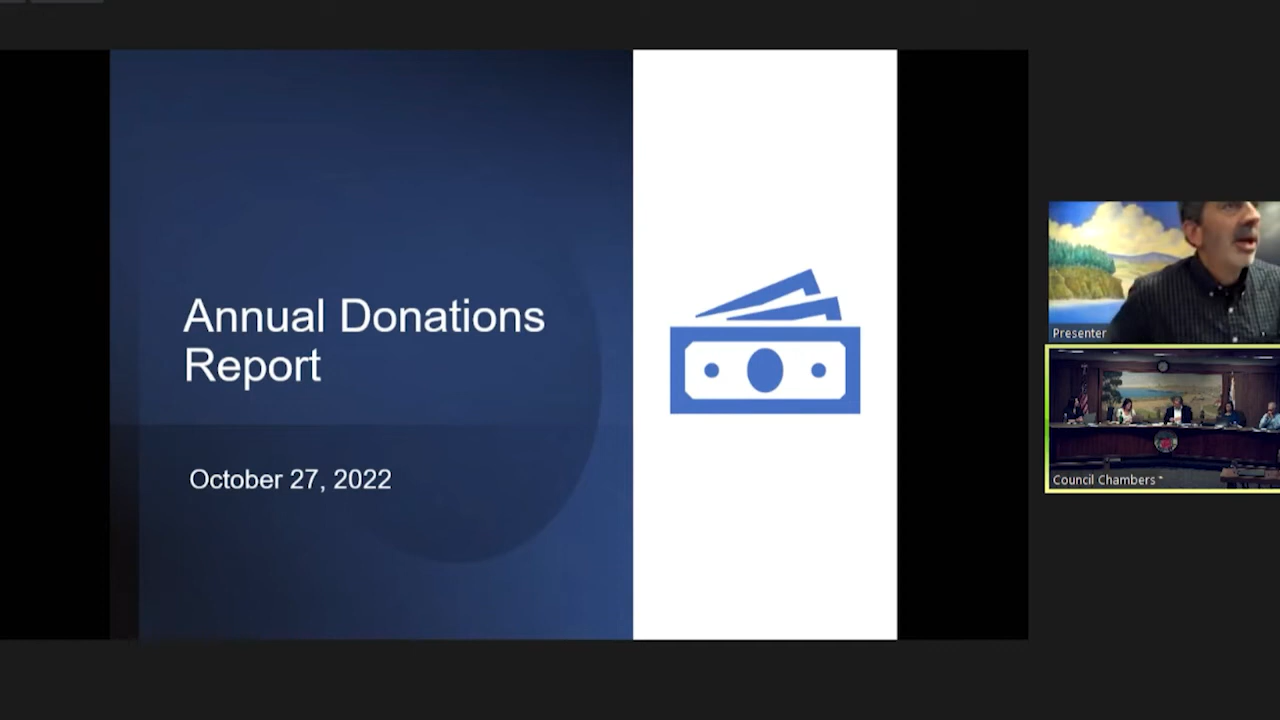 Annual Donations
Report
October 27, 2022
Presenter
Council Chambers